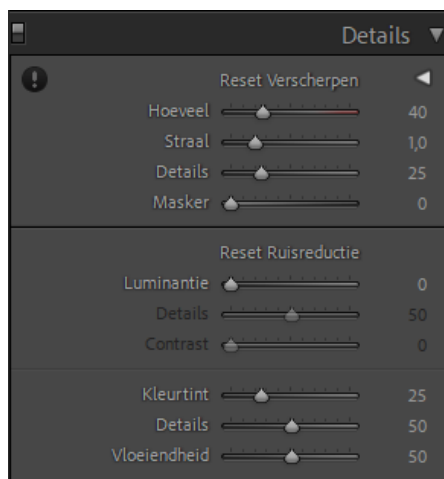 Details
Reset Verscherpen
Hoeveel 40
Straal 1,0
Details 25
Masker 0
Reset Ruisreductie
Luminantie 0
Details 50
Contrast 0
Kleurtint 25
Details 50
Vloeiendheid 50